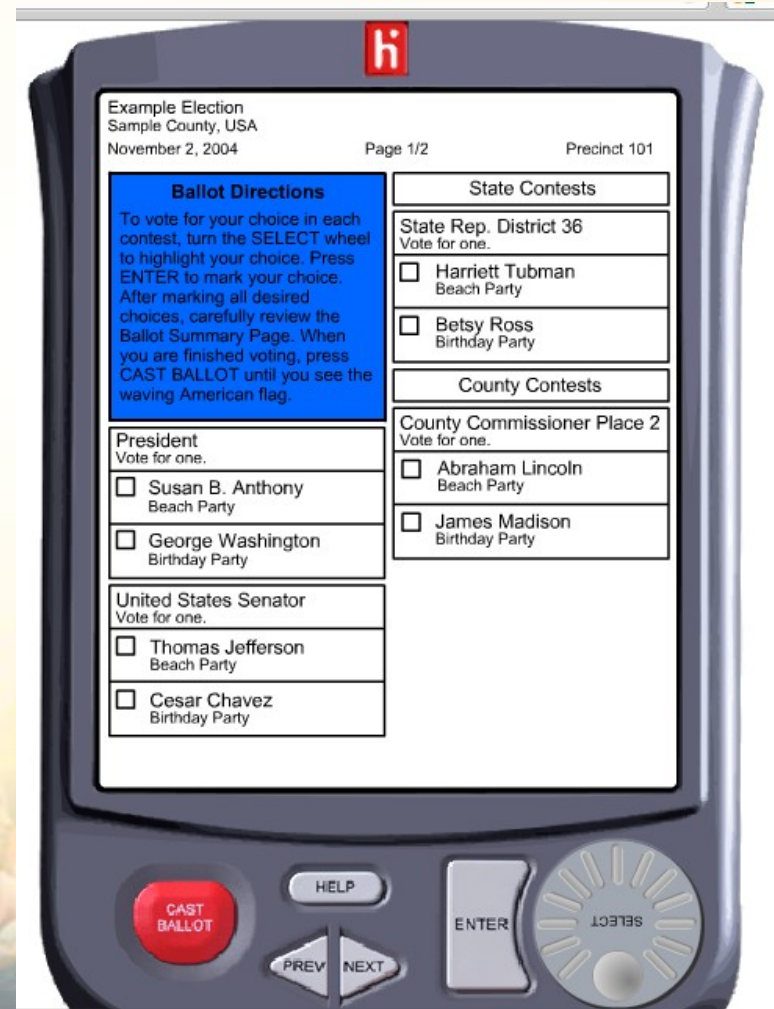 hi
Example Election
Sample County, USA
November 2, 2004 Page 1/2 Precinct 101
Ballot Directions
To vote for your choice in each
contest, turn the SELECT wheel
to highlight your choice. Press
ENTER to mark your choice.
After marking all desired
choices, carefully review the
Ballot Summary Page. When
you are finished voting, press
CAST BALLOT until you see the
waving American flag.
President
Vote for one.
Susan B. Anthony
Beach Party
George Washington
Birthday Party
United States Senator
Vote for one.
Thomas Jefferson
Beach Party
Cesar Chavez
Birthday Party
State Contests
State Rep. District 36
Vote for one.
Harriett Tubman
Beach Party
Betsy Ross
Birthday Party
County Contests
County Commissioner Place 2
Vote for one.
Abraham Lincoln
Beach Party
James Madison
Birthday Party
CAST
BALLOT
HELP
PREV
NEXT
ENTER
SELECT